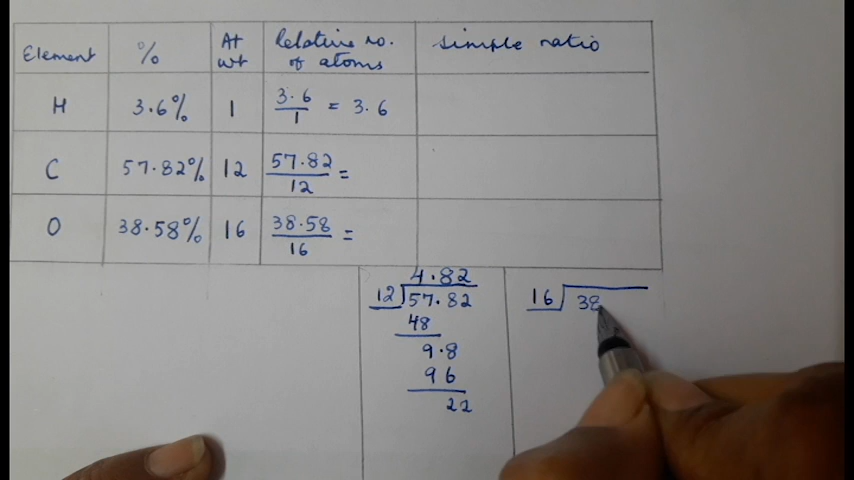 Element % At wt Relative no. of atoms simple ratio
H 3.6% 1 3.6/1 = 3.6
C 57.82% 12 57.82/12 =
O 38.58% 16 38.58/16 =
4.82
12)57.82 16)38
48
9.8
96
22